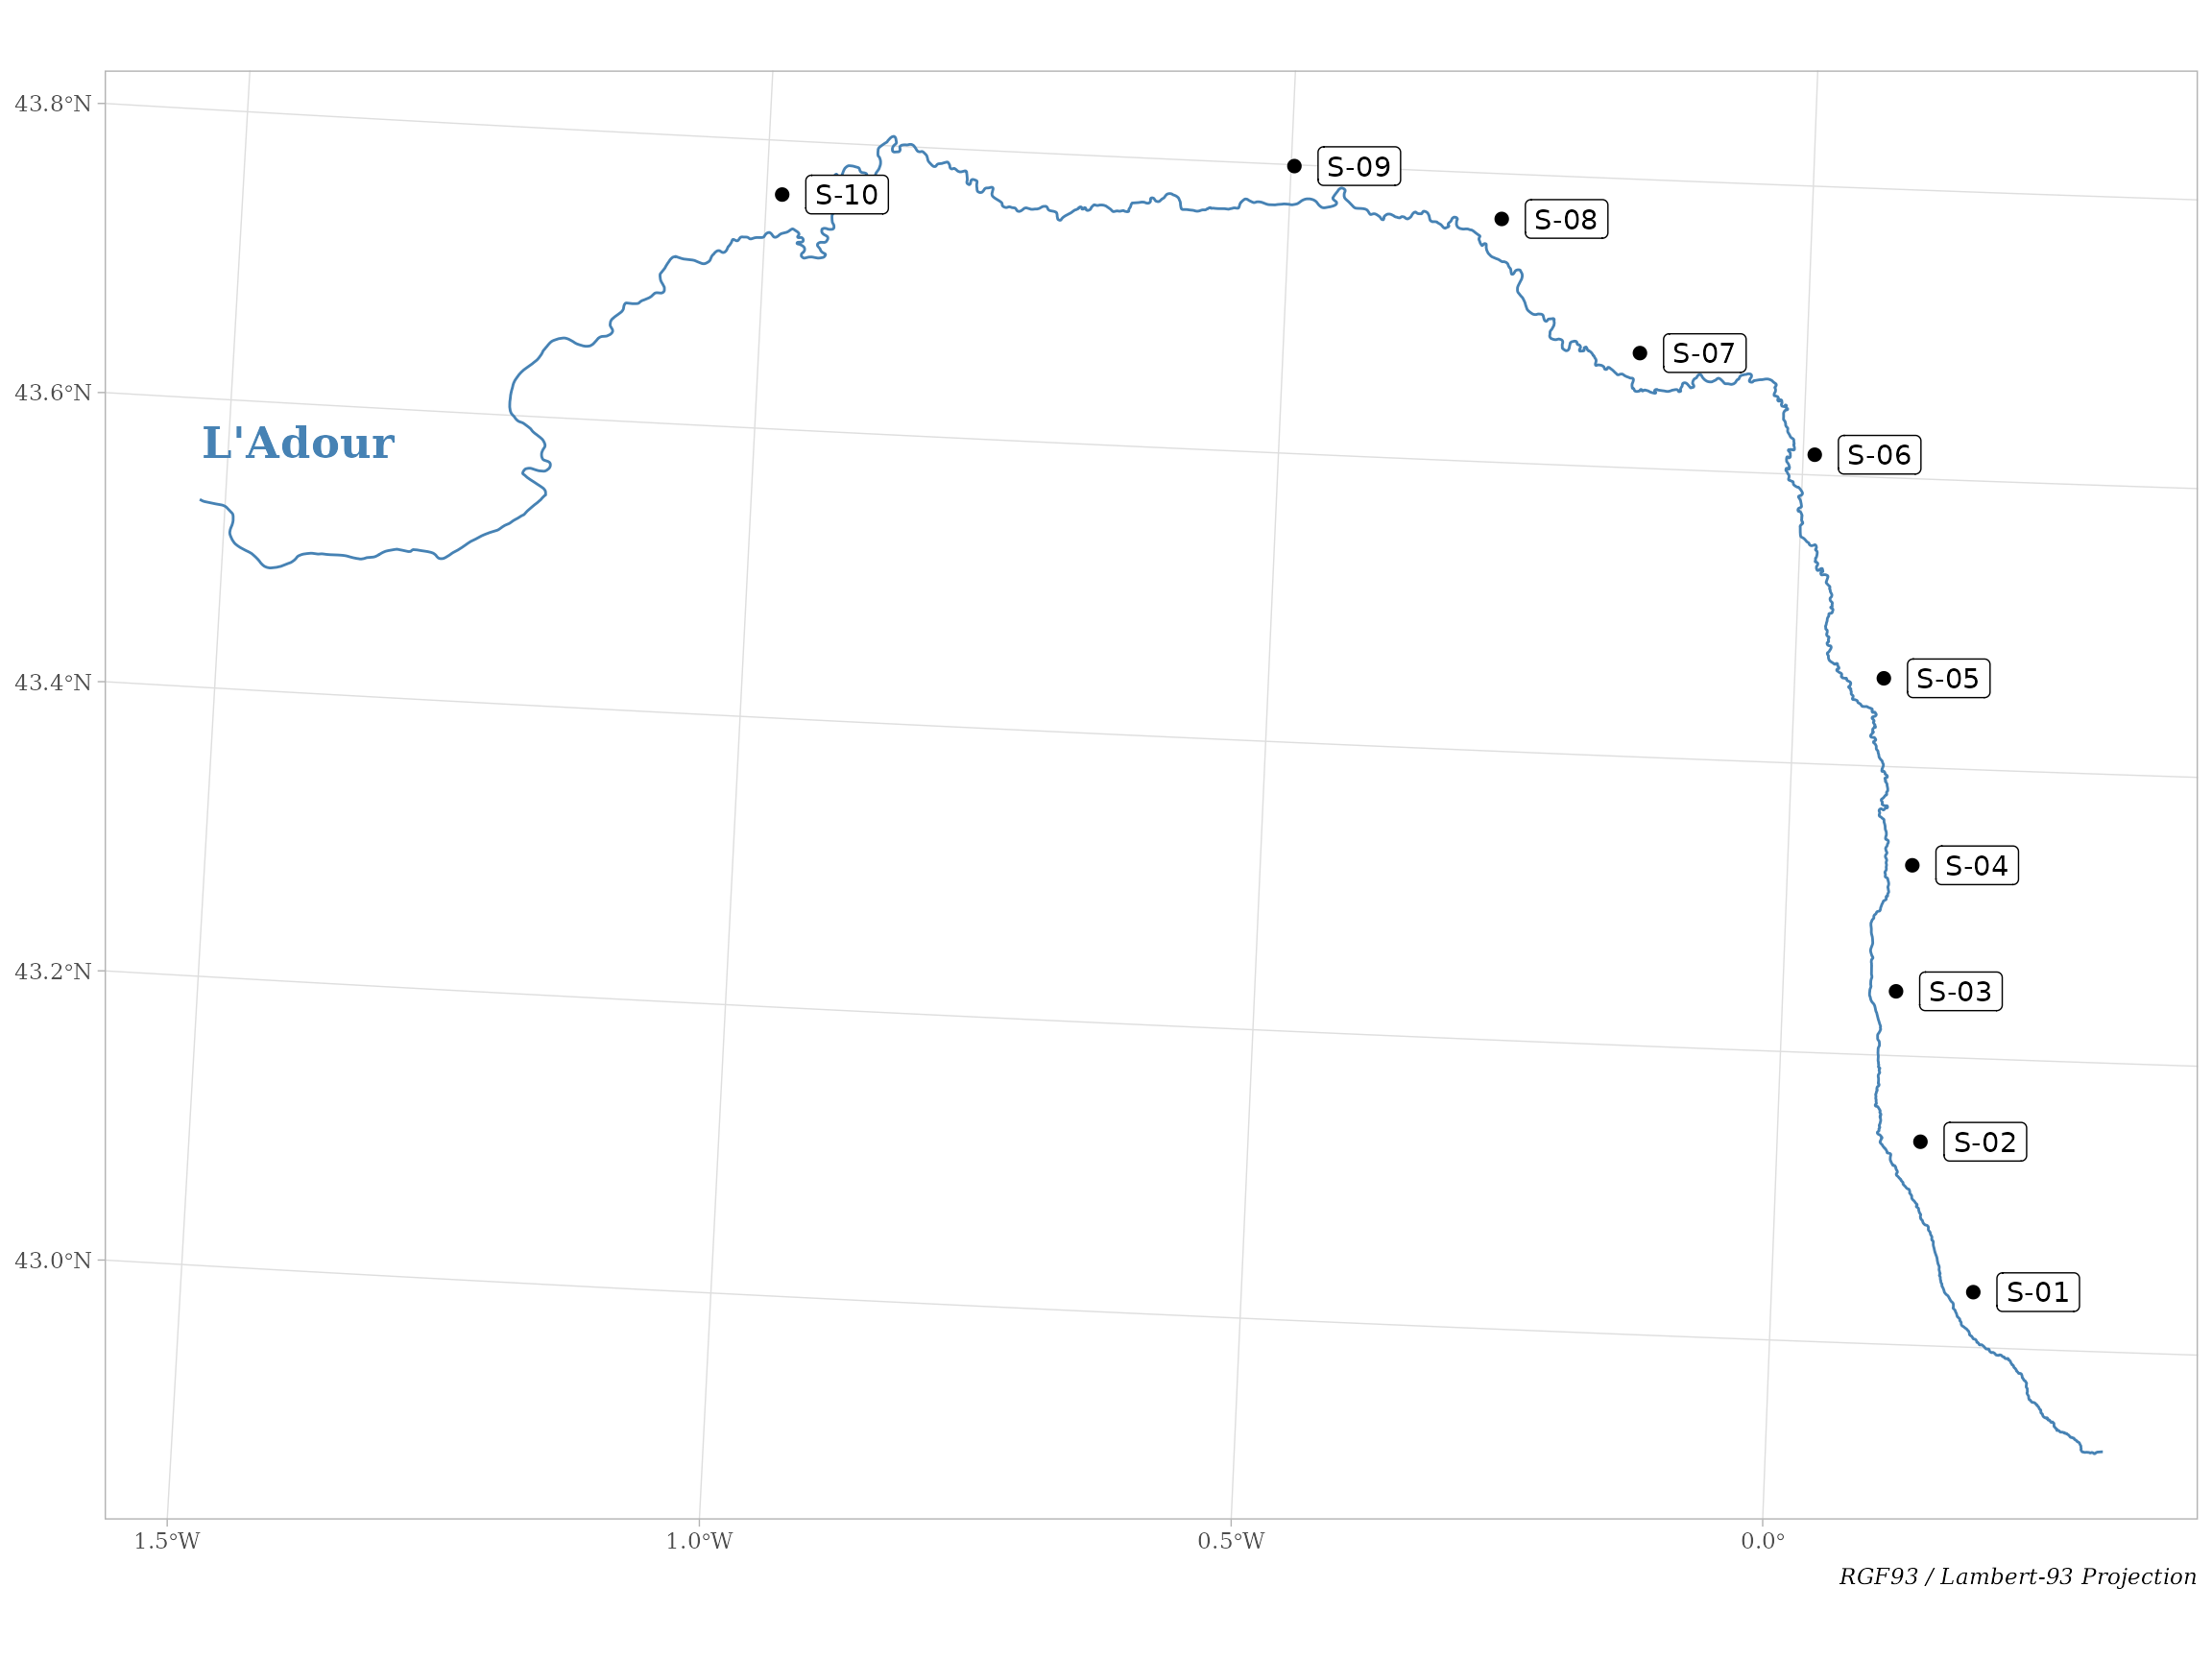 43.8°N
S-09
S-10
S-08
S-07
43.6°N
L'Adour
S-06
43.4°N
S-05
S-04
43.2°N
S-03
S-02
43.0°N
S-01
1.5°W 1.0°W 0.5°W 0.0°
RGF93 / Lambert-93 Projection